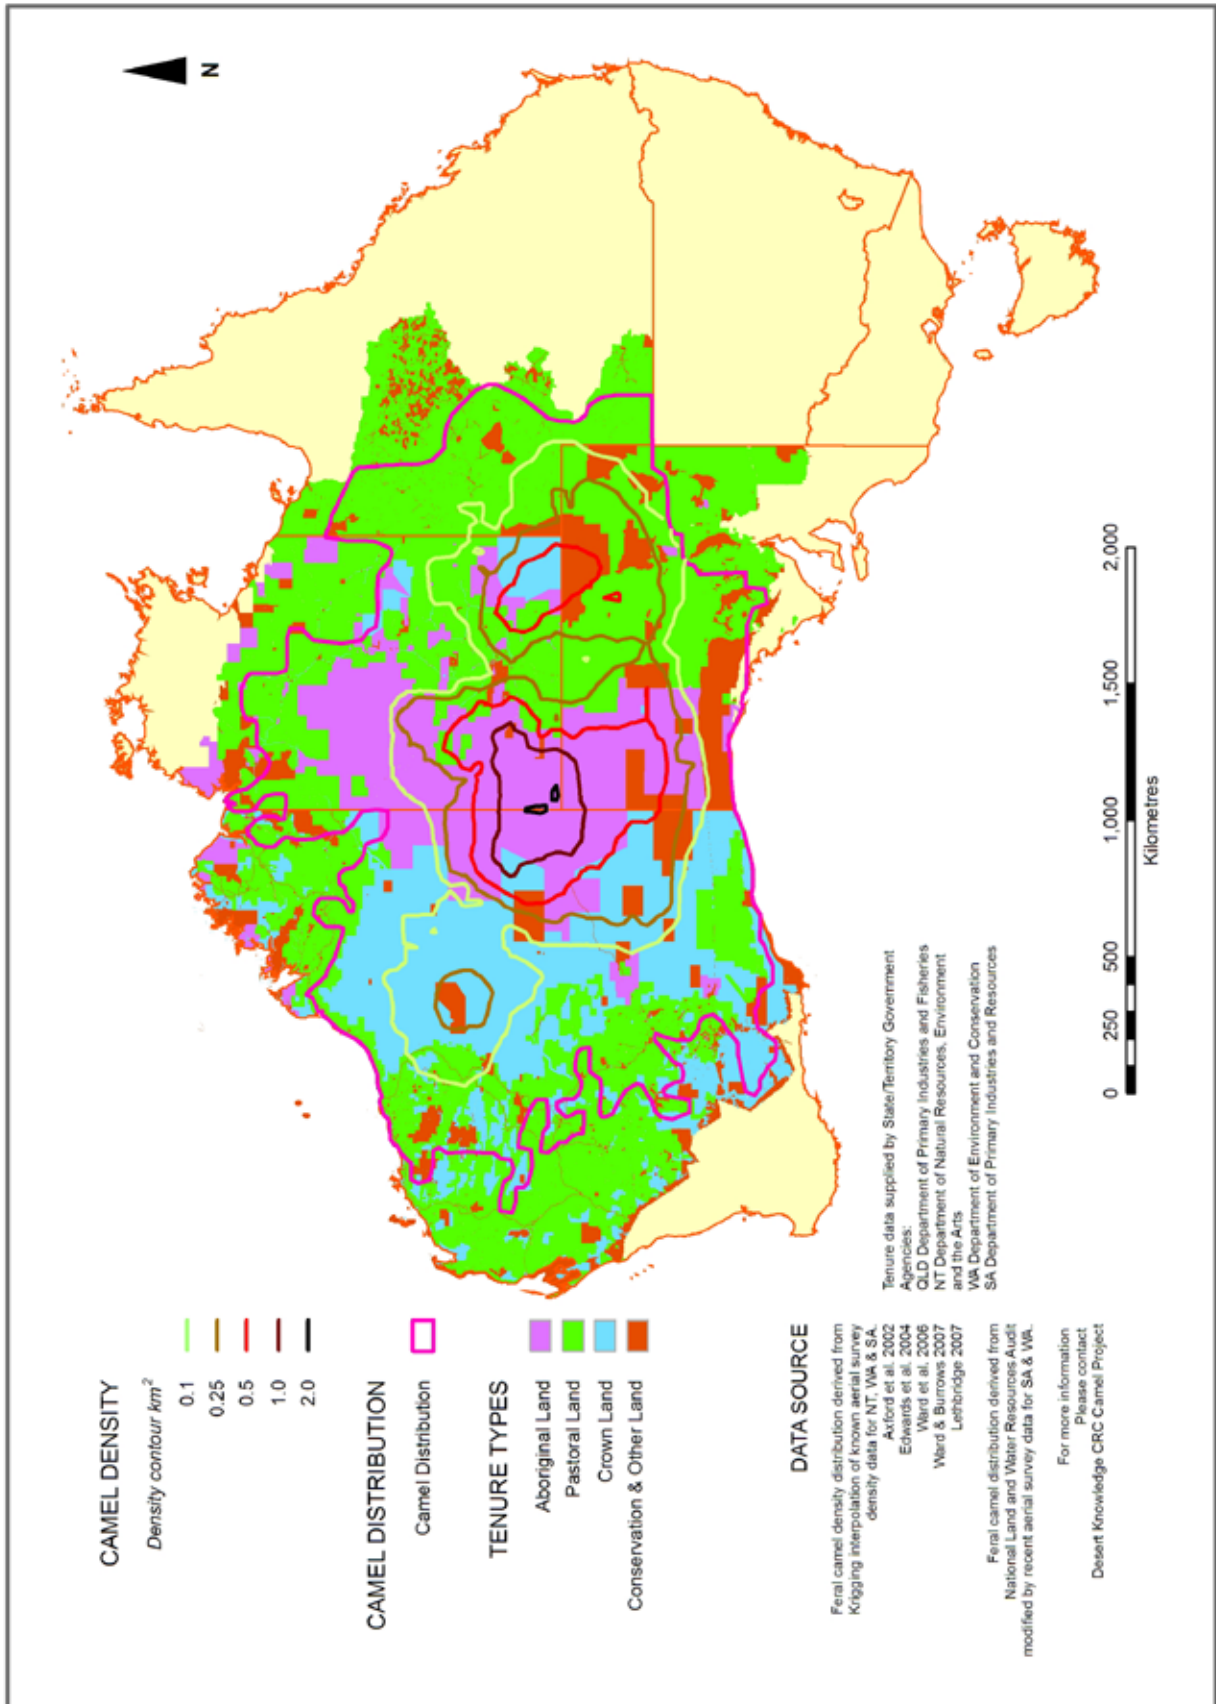 N
CAMEL DENSITY
Density contour km²
0.1
0.25
0.5
1.0
2.0
CAMEL DISTRIBUTION
Camel Distribution
TENURE TYPES
Aboriginal Land
Pastoral Land
Crown Land
Conservation & Other Land
DATA SOURCE
Feral camel density distribution derived from
Krigging interpolation of known aerial survey
density data for NT, WA & SA.
Axford et al. 2002
Edwards et al. 2004
Ward et al. 2006
Ward & Burrows 2007
Lethbridge 2007
Feral camel distribution derived from
National Land and Water Resources Audit
modified by recent aerial survey data for SA & WA.
For more information
Please contact
Desert Knowledge CRC Camel Project
Tenure data supplied by State/Territory Government
Agencies:
QLD Department of Primary Industries and Fisheries
NT Department of Natural Resources, Environment
and the Arts
WA Department of Environment and Conservation
SA Department of Primary Industries and Resources
0 250 500 1,000 1,500 2,000
Kilometres